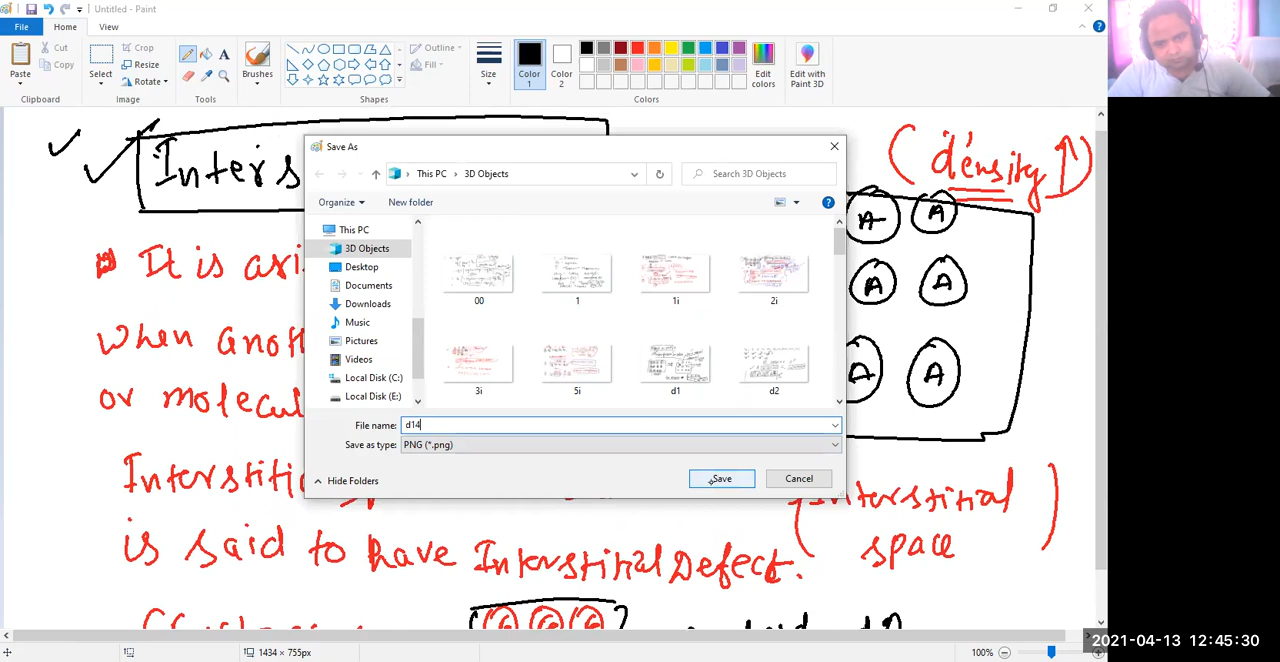 Untitled - Paint
File Home View
Paste Cut Copy Select Crop Resize Rotate Brushes Outline Fill Size Color 1 Color 2 Edit colors Edit with Paint 3D
Clipboard Image Tools Shapes Colors
Inters
(density ↑)
Save As
This PC > 3D Objects
Search 3D Objects
Organize New folder
This PC
3D Objects
Desktop
Documents
Downloads
Music
Pictures
Videos
Local Disk (C:)
Local Disk (E:)
00 1 1i 2i
3i 5i d1 d2
File name: d14
Save as type: PNG (*.png)
Hide Folders
Save Cancel
A A
A A
A A
It is aris
when anoth
or molecul
Interstitial
Interstitial
space
is said to have Interstitial Defect.
1434 × 755px
100%
2021-04-13 12:45:30